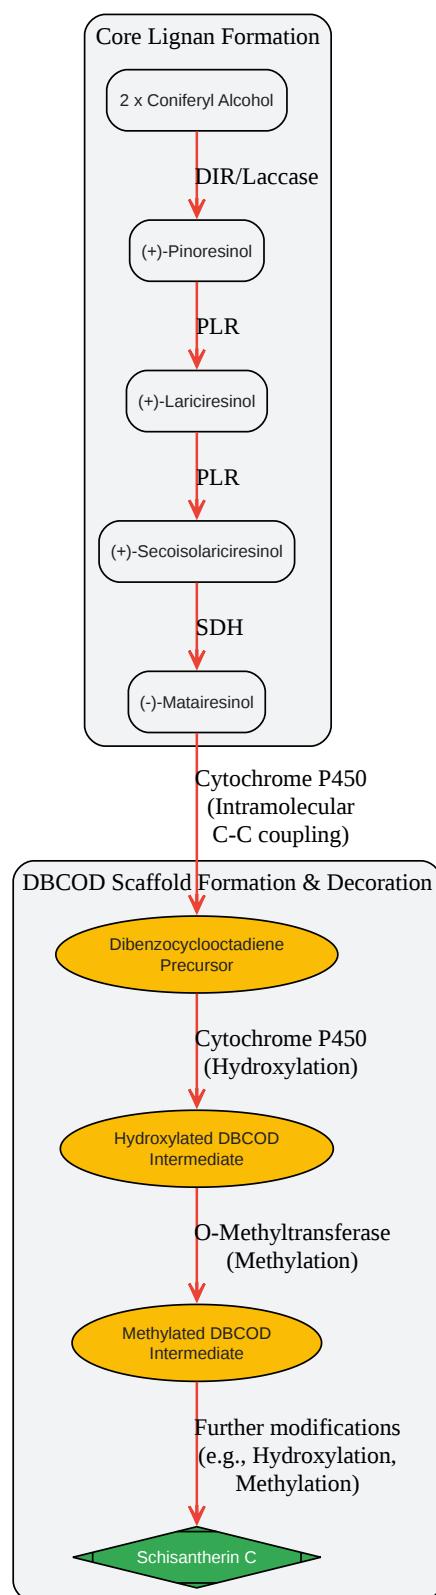 Core Lignan Formation
2 x Coniferyl Alcohol
DIR/Laccase
(+)-Pinoresinol
PLR
(+)-Lariciresinol
PLR
(+)-Secoisolariciresinol
SDH
(-)-Matairesinol
Cytochrome P450
(Intramolecular
C-C coupling)
DBCOD Scaffold Formation & Decoration
Dibenzocyclooctadiene
Precursor
Cytochrome P450
(Hydroxylation)
Hydroxylated DBCOD
Intermediate
O-Methyltransferase
(Methylation)
Methylated DBCOD
Intermediate
Further modifications
(e.g., Hydroxylation,
Methylation)
Schisantherin C